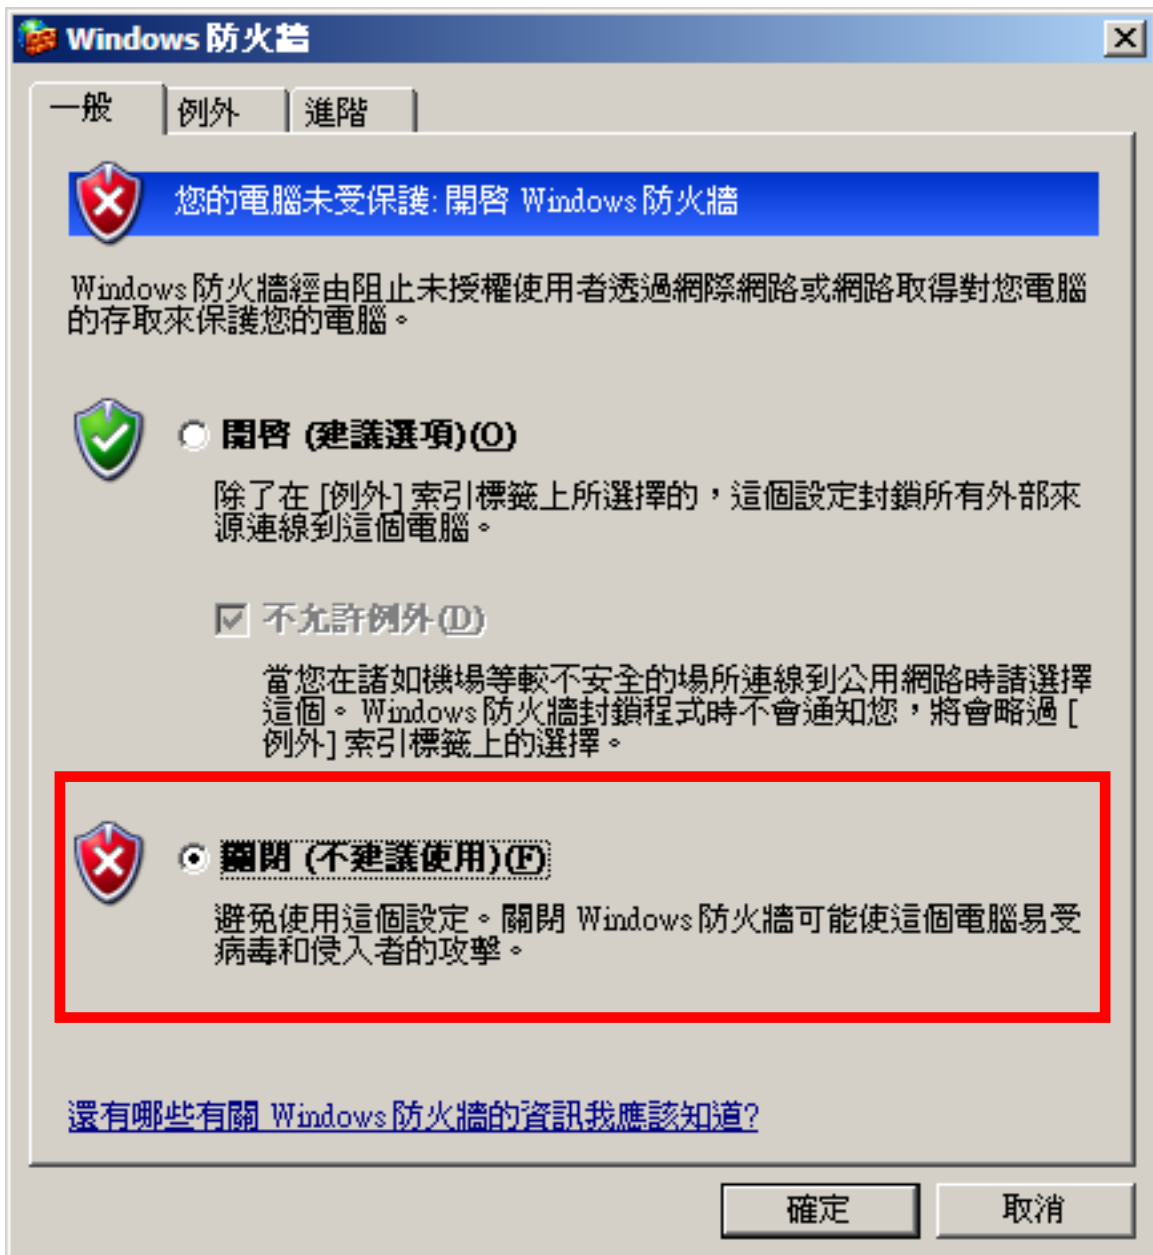 Windows 防火牆
一般
例外
進階
您的電腦未受保護: 開啓 Windows 防火牆
Windows 防火牆經由阻止未授權使用者透過網際網路或網路取得對您電腦
的存取來保護您的電腦。
開啓 (建議選項)(O)
除了在 [例外] 索引標籤上所選擇的，這個設定封鎖所有外部來
源連線到這個電腦。
不允許例外(D)
當您在諸如機場等較不安全的場所連線到公用網路時請選擇
這個。Windows 防火牆封鎖程式時不會通知您，將會略過 [
例外] 索引標籤上的選擇。
關閉 (不建議使用)(F)
避免使用這個設定。關閉 Windows 防火牆可能使這個電腦易受
病毒和侵入者的攻擊。
還有哪些有關 Windows 防火牆的資訊我應該知道?
確定
取消